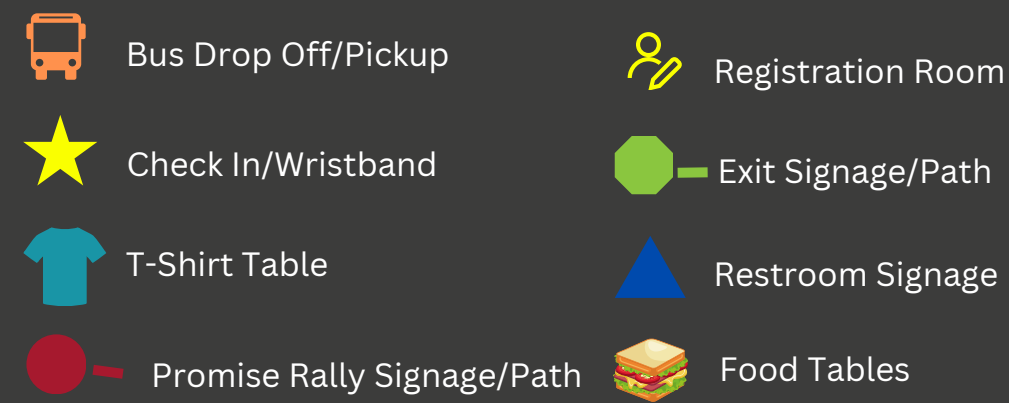 Bus Drop Off/Pickup
Check In/Wristband
T-Shirt Table
Promise Rally Signage/Path
Registration Room
Exit Signage/Path
Restroom Signage
Food Tables